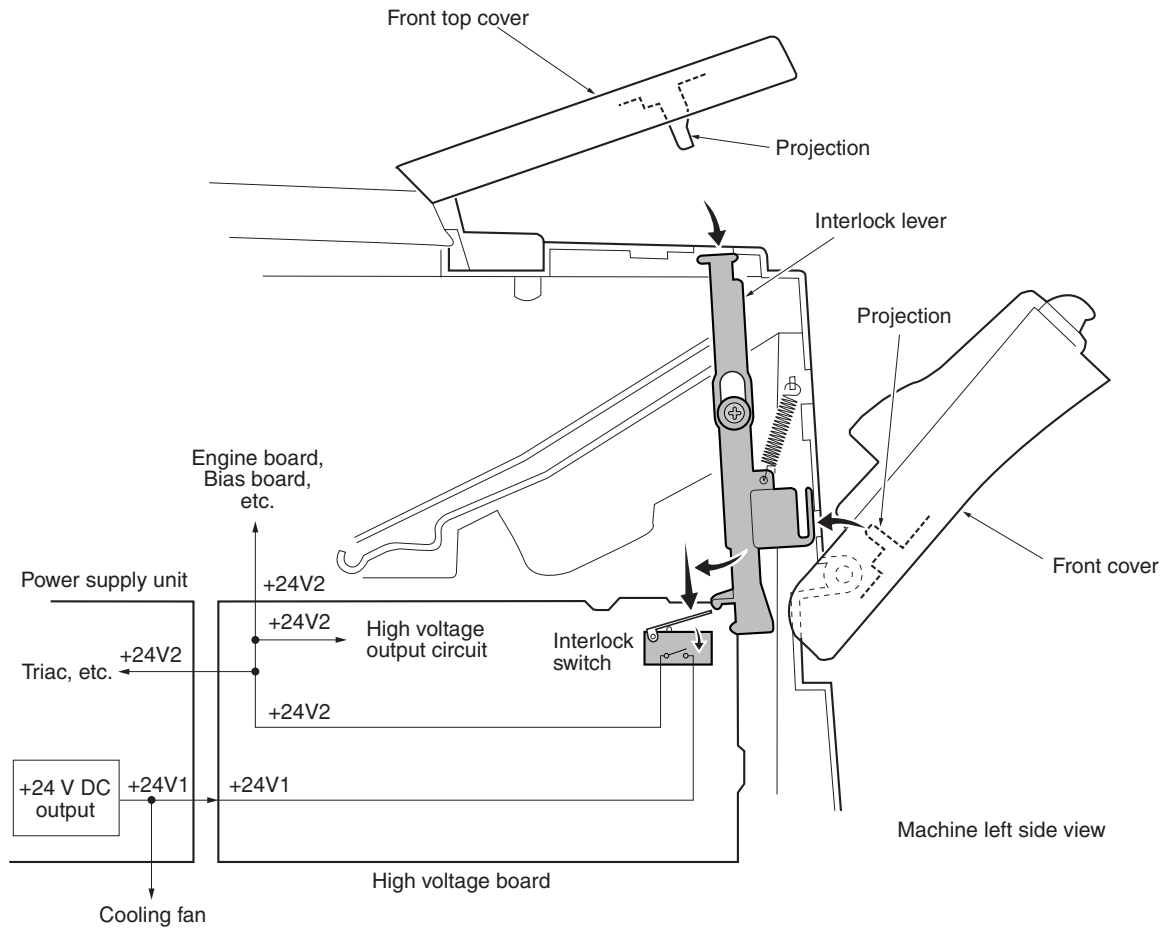 Front top cover
Projection
Interlock lever
Projection
Engine board,
Bias board,
etc.
Front cover
Power supply unit
+24V2
+24V2
High voltage
output circuit
Interlock
switch
+24V2
Triac, etc.
+24V2
+24 V DC
output
+24V1
+24V1
Machine left side view
High voltage board
Cooling fan